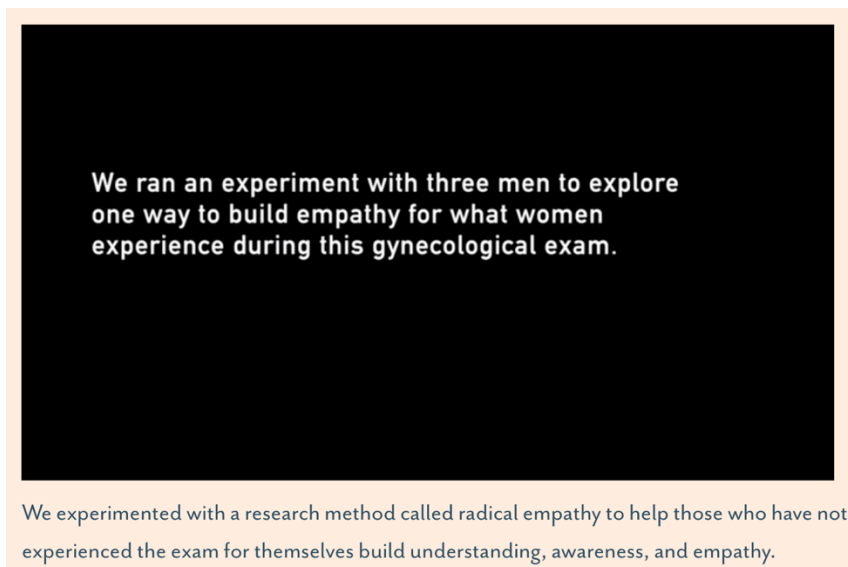 We ran an experiment with three men to explore
one way to build empathy for what women
experience during this gynecological exam.
We experimented with a research method called radical empathy to help those who have not
experienced the exam for themselves build understanding, awareness, and empathy.